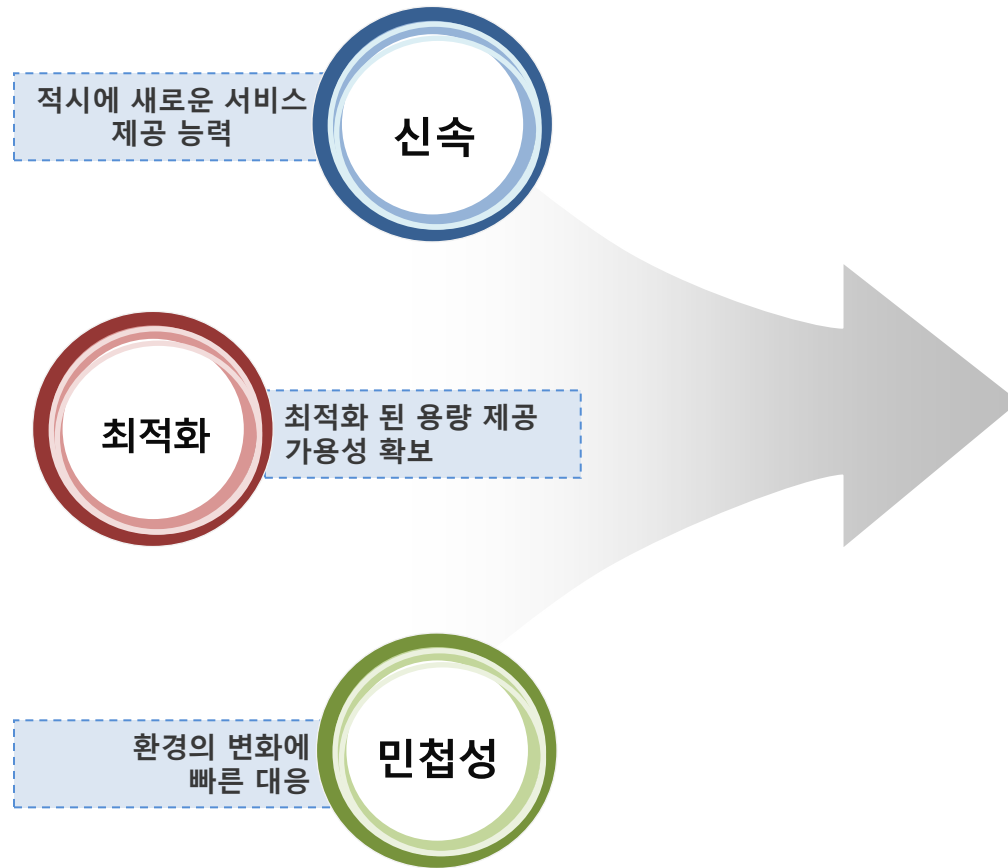 적시에 새로운 서비스
제공 능력
신속
최적화
최적화 된 용량 제공
가용성 확보
환경의 변화에
빠른 대응
민첩성